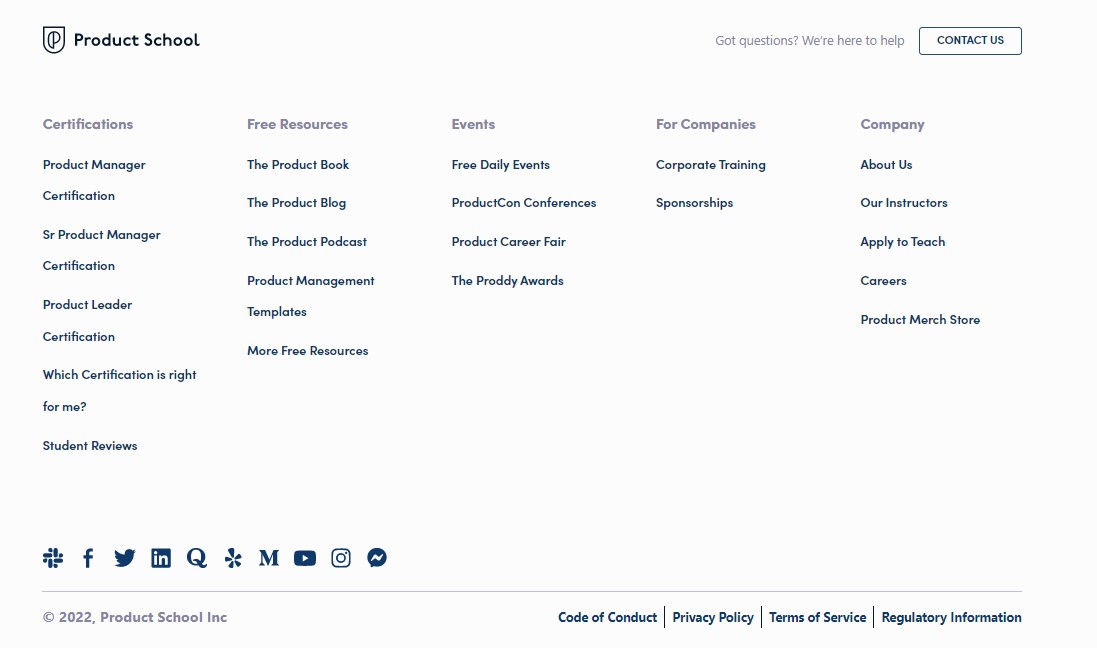 Product School
Got questions? We're here to help
CONTACT US
Certifications
Product Manager
Certification
Sr Product Manager
Certification
Product Leader
Certification
Which Certification is right
for me?
Student Reviews
Free Resources
The Product Book
The Product Blog
The Product Podcast
Product Management
Templates
More Free Resources
Events
Free Daily Events
ProductCon Conferences
Product Career Fair
The Proddy Awards
For Companies
Corporate Training
Sponsorships
Company
About Us
Our Instructors
Apply to Teach
Careers
Product Merch Store
© 2022, Product School Inc
Code of Conduct
Privacy Policy
Terms of Service
Regulatory Information